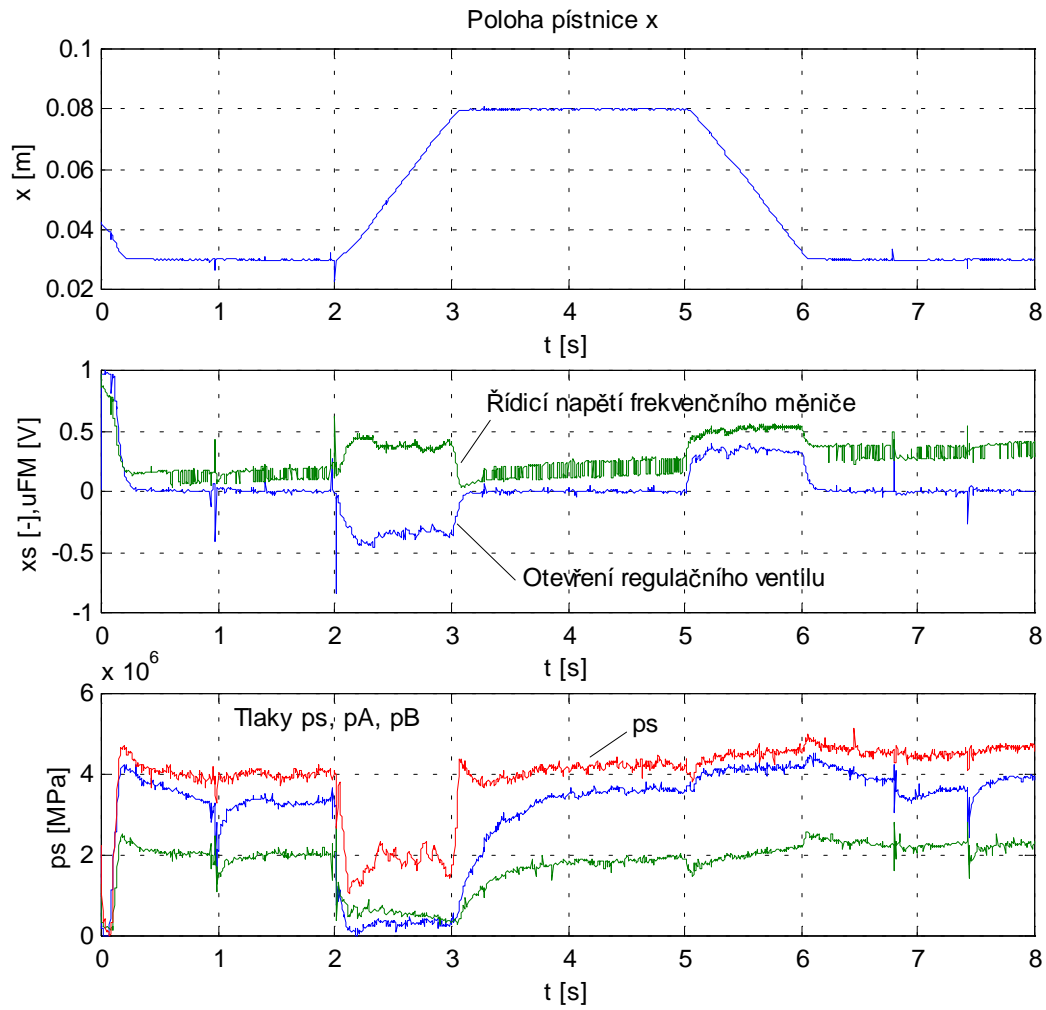 Poloha pístnice x
0.1
0.08
0.06
0.04
0.02
x [m]
0 1 2 3 4 5 6 7 8
t [s]
1
0.5
0
-0.5
-1
xs [-],uFM [V]
Řídicí napětí frekvenčního měniče
Otevření regulačního ventilu
0 1 2 3 4 5 6 7 8
t [s]
x 10^6
6
4
2
0
ps [MPa]
Tlaky ps, pA, pB
ps
0 1 2 3 4 5 6 7 8
t [s]